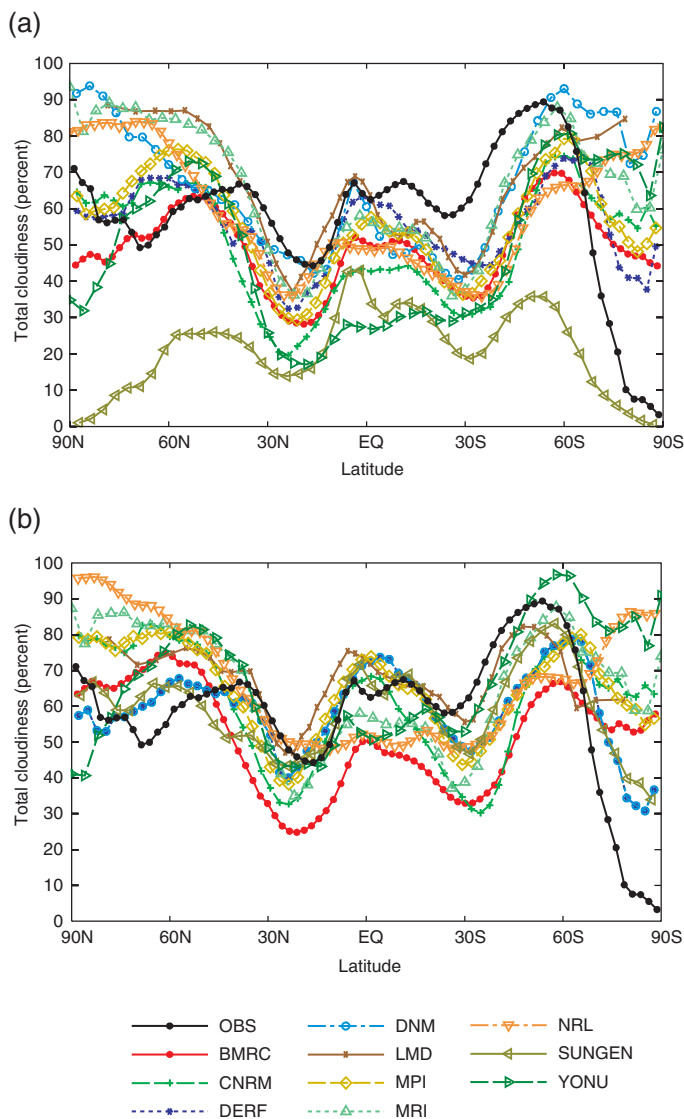 (a)
100
90
80
70
60
50
40
30
20
10
0
Total cloudiness (percent)
90N 60N 30N EQ 30S 60S 90S
Latitude
(b)
100
90
80
70
60
50
40
30
20
10
0
Total cloudiness (percent)
90N 60N 30N EQ 30S 60S 90S
Latitude
OBS DNM NRL
BMRC LMD SUNGEN
CNRM MPI YONU
DERF MRI